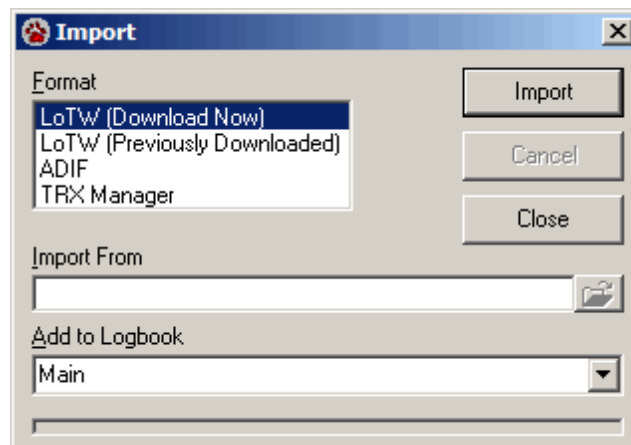 Import
Format
LoTW (Download Now)
LoTW (Previously Downloaded)
ADIF
TRX Manager
Import
Cancel
Close
Import From
Add to Logbook
Main